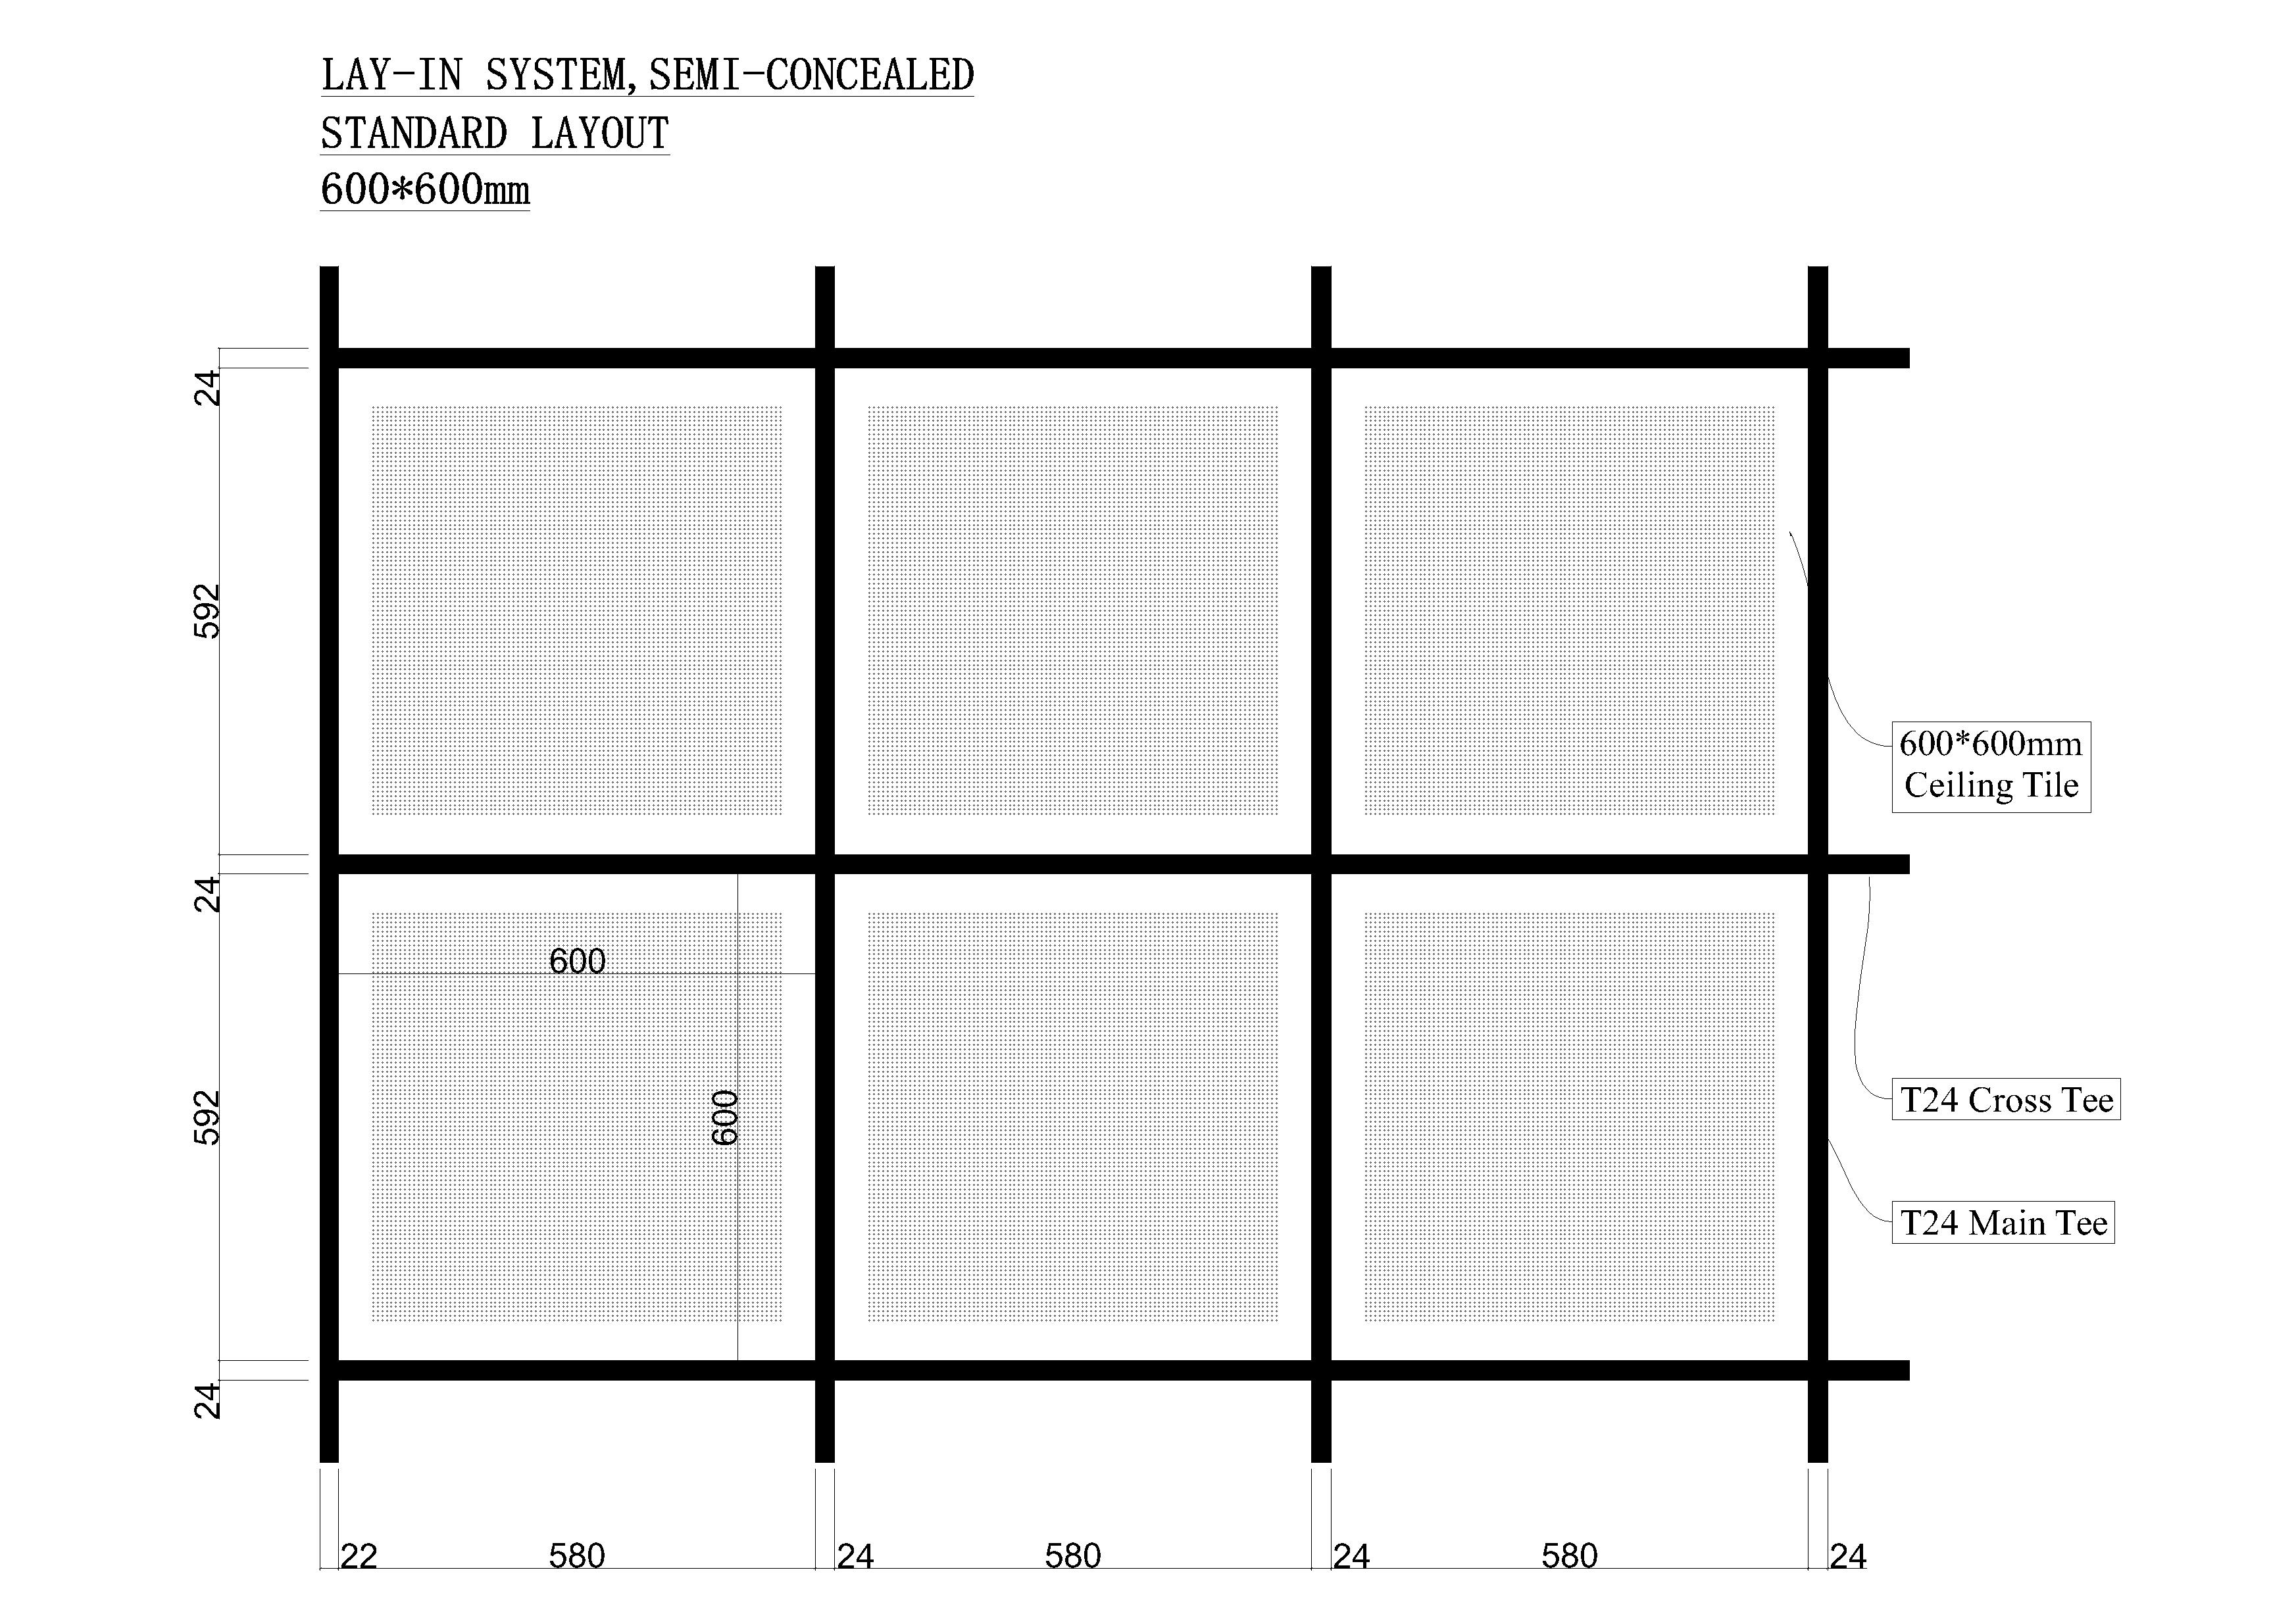 LAY-IN SYSTEM,SEMI-CONCEALED
STANDARD LAYOUT
600*600mm
24
592
600*600mm
Ceiling Tile
24
600
600
T24 Cross Tee
592
T24 Main Tee
24
22
580
24
580
24
580
24